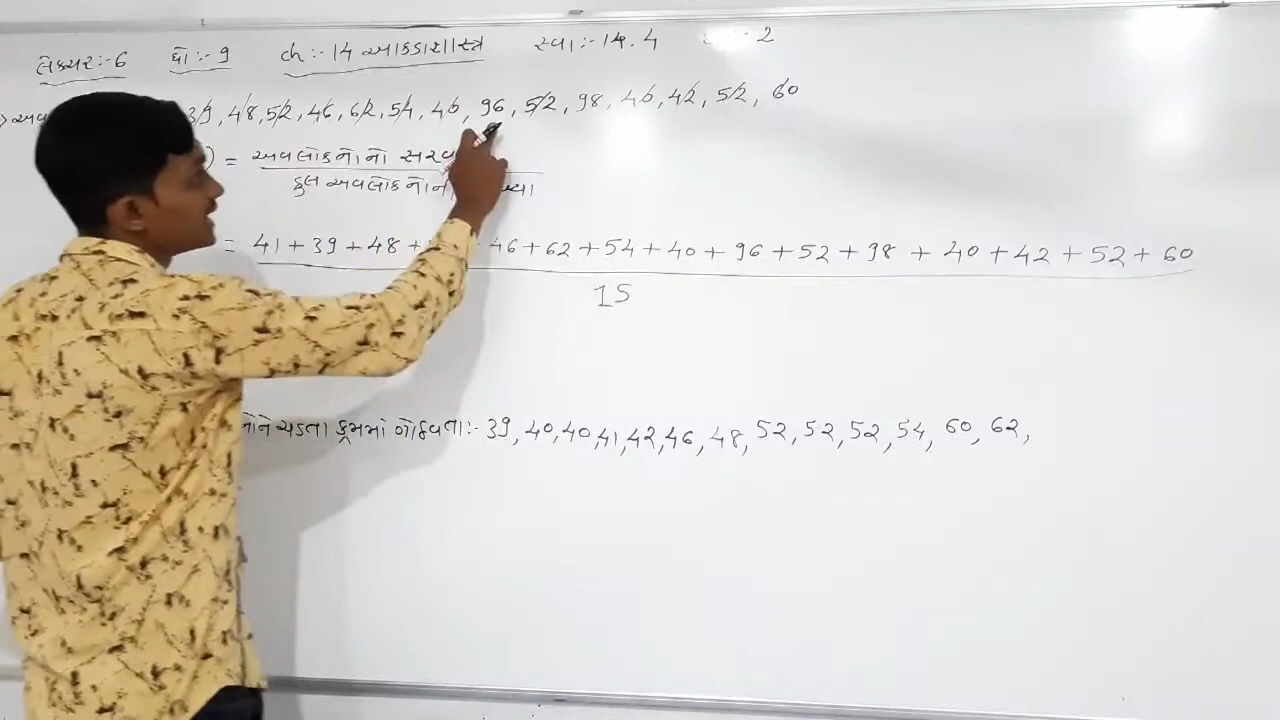 લેક્ચર:-6 ધો:-9 ch:-14 આંકડાશાસ્ત્ર સ્વા:-14.4 :-2
39, 48, 52, 46, 62, 54, 40, 96, 52, 98, 40, 42, 52, 60
) = અવલોકનોનો
કુલ અવલોકનોની
= 41 + 39 + 48 + 46 + 62 + 54 + 40 + 96 + 52 + 98 + 40 + 42 + 52 + 60
15
ચડતા ક્રમમાં ગોઠવતા:- 39, 40, 40, 41, 42, 46, 48, 52, 52, 52, 54, 60, 62,